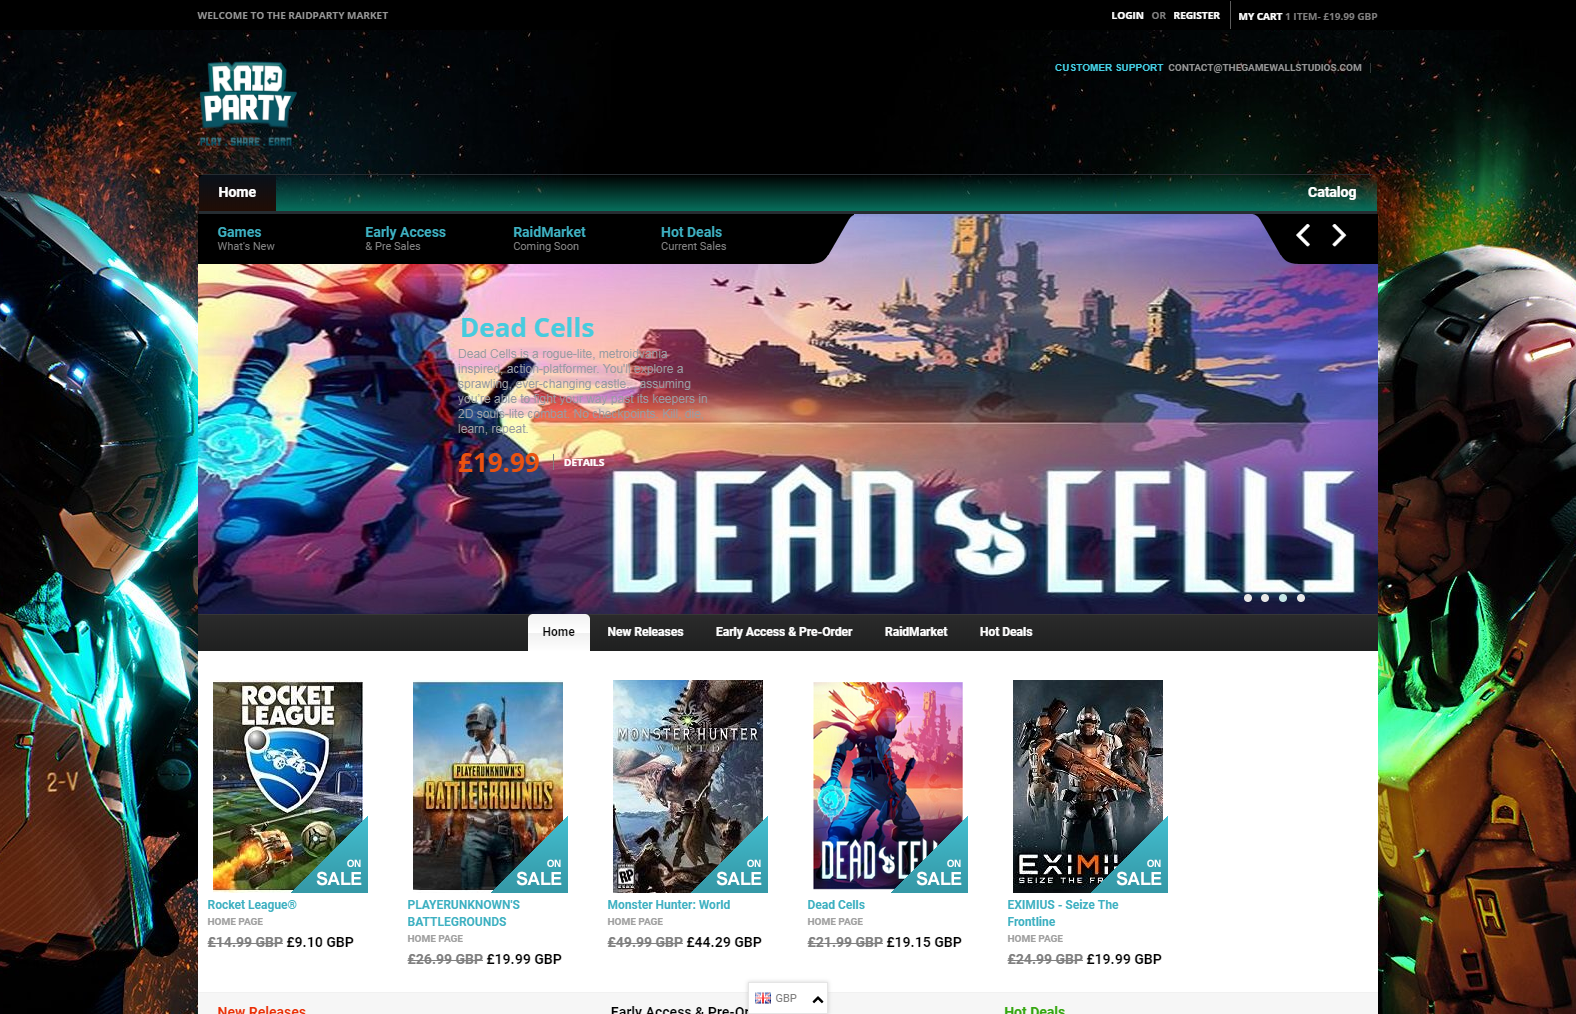 WELCOME TO THE RAIDPARTY MARKET
LOGIN OR REGISTER
MY CART 1 ITEM- £19.99 GBP
RAID
PARTY
PLAY . SHARE . EARN
CUSTOMER SUPPORT CONTACT@THEGAMEWALLSTUDIOS.COM
Home
Catalog
Games
What's New
Early Access
& Pre Sales
RaidMarket
Coming Soon
Hot Deals
Current Sales
Dead Cells
Dead Cells is a rogue-lite, metroidvania
inspired, action-platformer. You'll explore a
sprawling, ever-changing castle... assuming
you're able to fight your way past its keepers in
2D souls-lite combat. No checkpoints. Kill, die,
learn, repeat.
£19.99
DETAILS
DEAD CELLS
2-V
Home
New Releases
Early Access & Pre-Order
RaidMarket
Hot Deals
ROCKET
LEAGUE
ON
SALE
Rocket League®
HOME PAGE
£14.99 GBP £9.10 GBP
PLAYERUNKNOWN'S
BATTLEGROUNDS
ON
SALE
PLAYERUNKNOWN'S
BATTLEGROUNDS
HOME PAGE
£26.99 GBP £19.99 GBP
MONSTER HUNTER
WORLD
RP
ON
SALE
Monster Hunter: World
HOME PAGE
£49.99 GBP £44.29 GBP
DEAD CELL
ON
SALE
Dead Cells
HOME PAGE
£21.99 GBP £19.15 GBP
EXIMIU
SEIZE THE FR
ON
SALE
EXIMIUS - Seize The
Frontline
HOME PAGE
£24.99 GBP £19.99 GBP
GBP
New Releases
Early Access & Pre-Or
Hot Deals